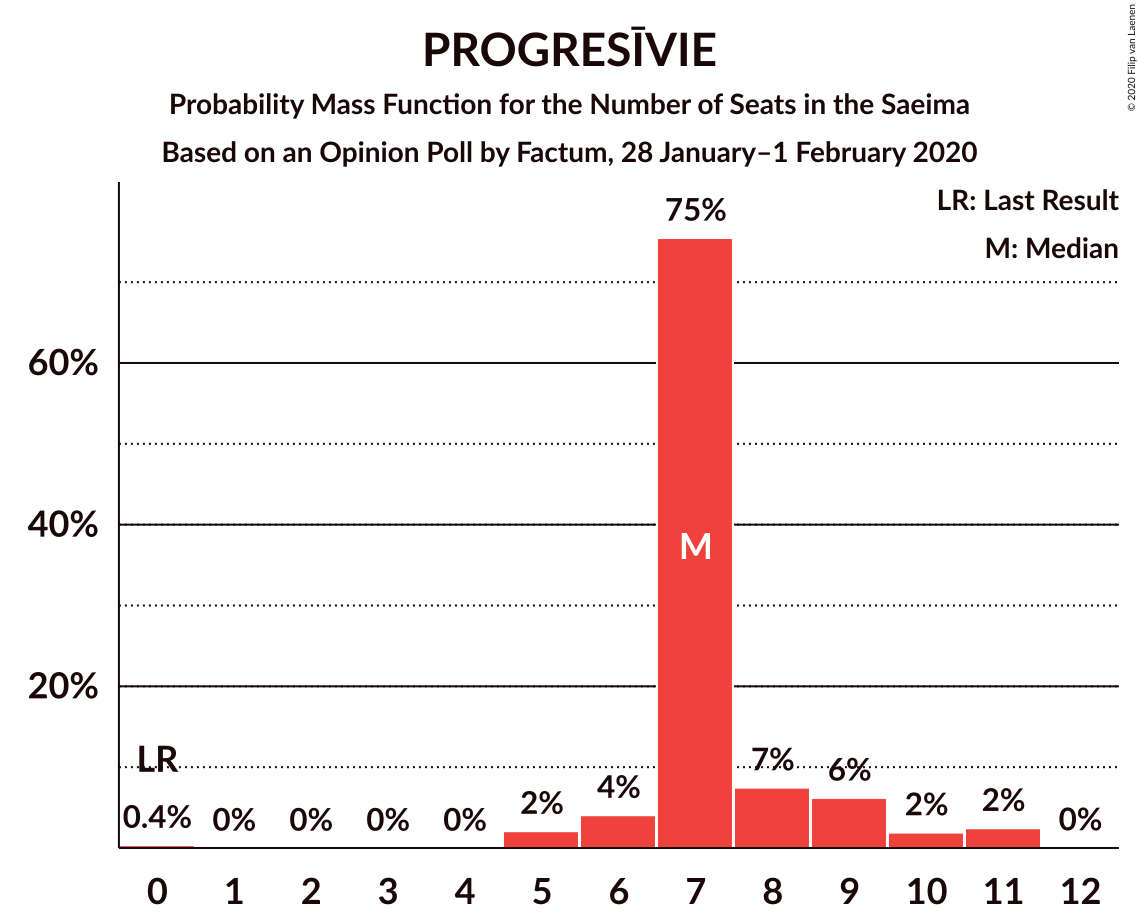 PROGRESĪVIE
Probability Mass Function for the Number of Seats in the Saeima
Based on an Opinion Poll by Factum, 28 January–1 February 2020
© 2020 Filip van Laenen
LR: Last Result
M: Median
75%
60%
40%
M
20%
LR
0.4% 0% 0% 0% 0% 2% 4% 7% 6% 2% 2% 0%
0 1 2 3 4 5 6 7 8 9 10 11 12